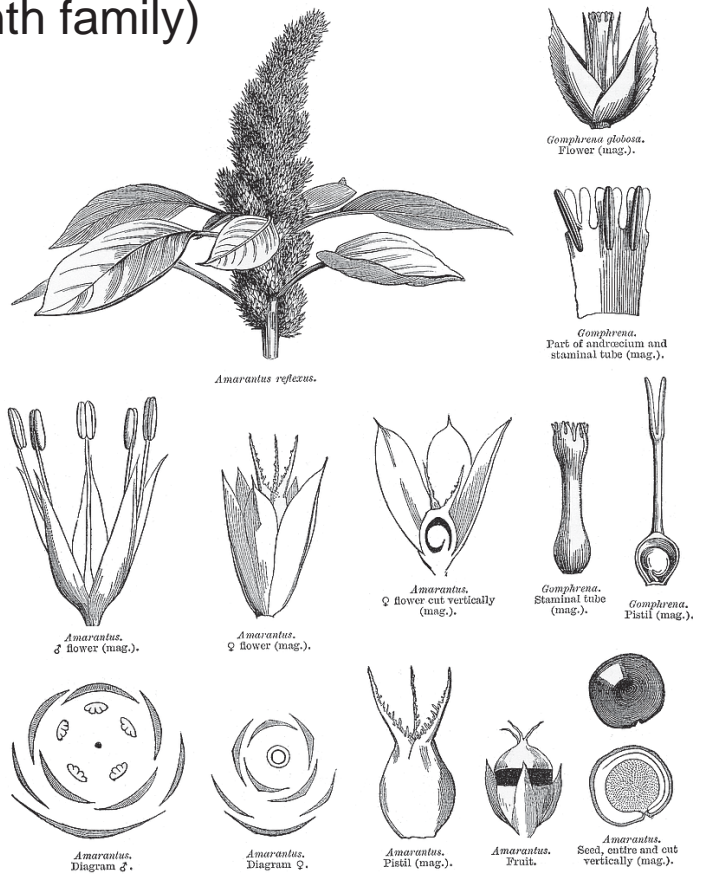 nth family)
Gomphrena globosa.
Flower (mag.).
Gomphrena.
Part of andrœcium and
staminal tube (mag.).
Amarantus reflexus.
Amarantus.
♂ flower (mag.).
Amarantus.
♀ flower (mag.).
Amarantus.
♀ flower cut vertically
(mag.).
Gomphrena.
Staminal tube
(mag.).
Gomphrena.
Pistil (mag.).
Amarantus.
Diagram ♂.
Amarantus.
Diagram ♀.
Amarantus.
Pistil (mag.).
Amarantus.
Fruit.
Amarantus.
Seed, entire and cut
vertically (mag.).